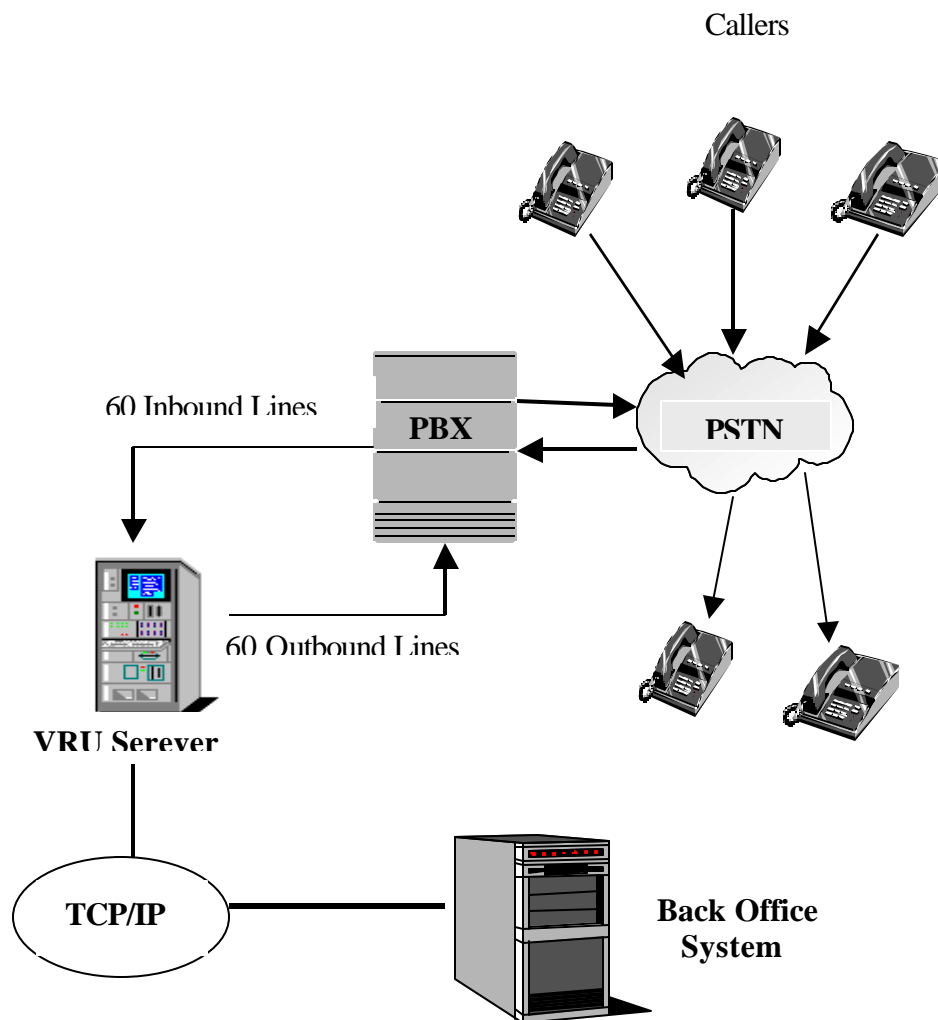 Callers
60 Inbound Lines
PBX
PSTN
60 Outbound Lines
VRU Serever
TCP/IP
Back Office
System